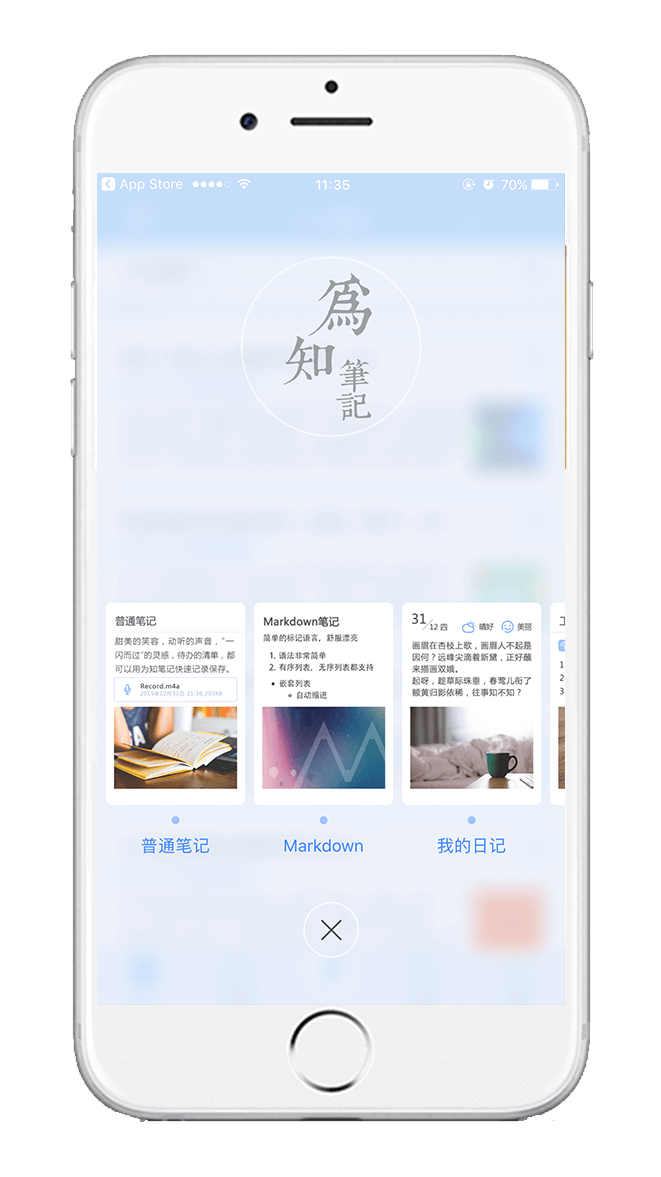 App Store
11:35
70%
爲
知
筆
記
普通笔记
甜美的笑容，动听的声音，“一
闪而过”的灵感，待办的清单，都
可以用为知笔记快速记录保存。
Record.m4a
2015年12月31日 21:36, 203KB
Markdown笔记
简单的标记语言，舒服漂亮
1. 语法非常简单
2. 有序列表，无序列表都支持
• 嵌套列表
◦ 自动缩进
31/12 四 晴好 美丽
画眉在杏枝上歌，画眉人不起是
因何？远峰尖滴着新黛，正好蘸
来描画双娥。
起呀，趁草际珠垂，春莺儿衔了
额黄归影依稀，往事知不知？
1
2
3
普通笔记
Markdown
我的日记